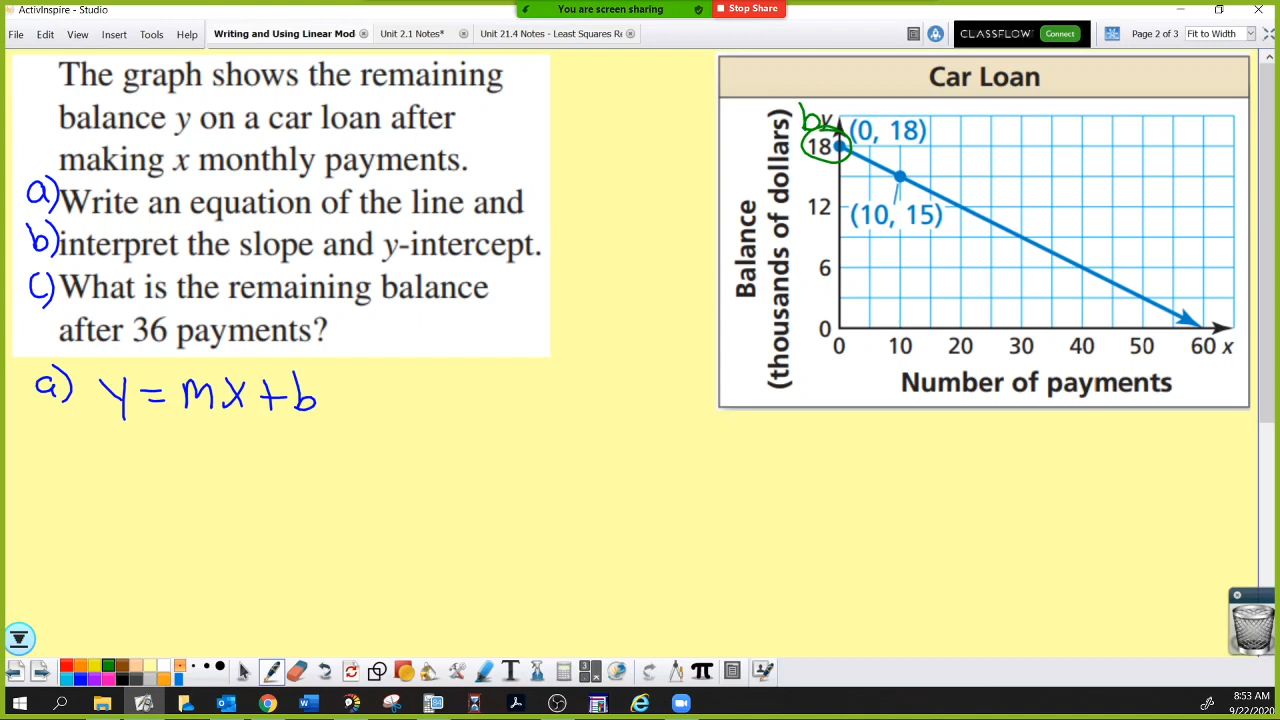 ActivInspire - Studio
You are screen sharing
Stop Share
File Edit View Insert Tools Help
Writing and Using Linear Mod
Unit 2.1 Notes*
Unit 21.4 Notes - Least Squares Re
CLASSFLOW Connect
Page 2 of 3
Fit to Width
The graph shows the remaining
balance y on a car loan after
making x monthly payments.
a) Write an equation of the line and
b) interpret the slope and y-intercept.
c) What is the remaining balance
after 36 payments?
a) y = mx + b
Car Loan
Balance
(thousands of dollars)
b y
(0, 18)
18
(10, 15)
12
6
0
0 10 20 30 40 50 60 x
Number of payments
8:53 AM
9/22/2020